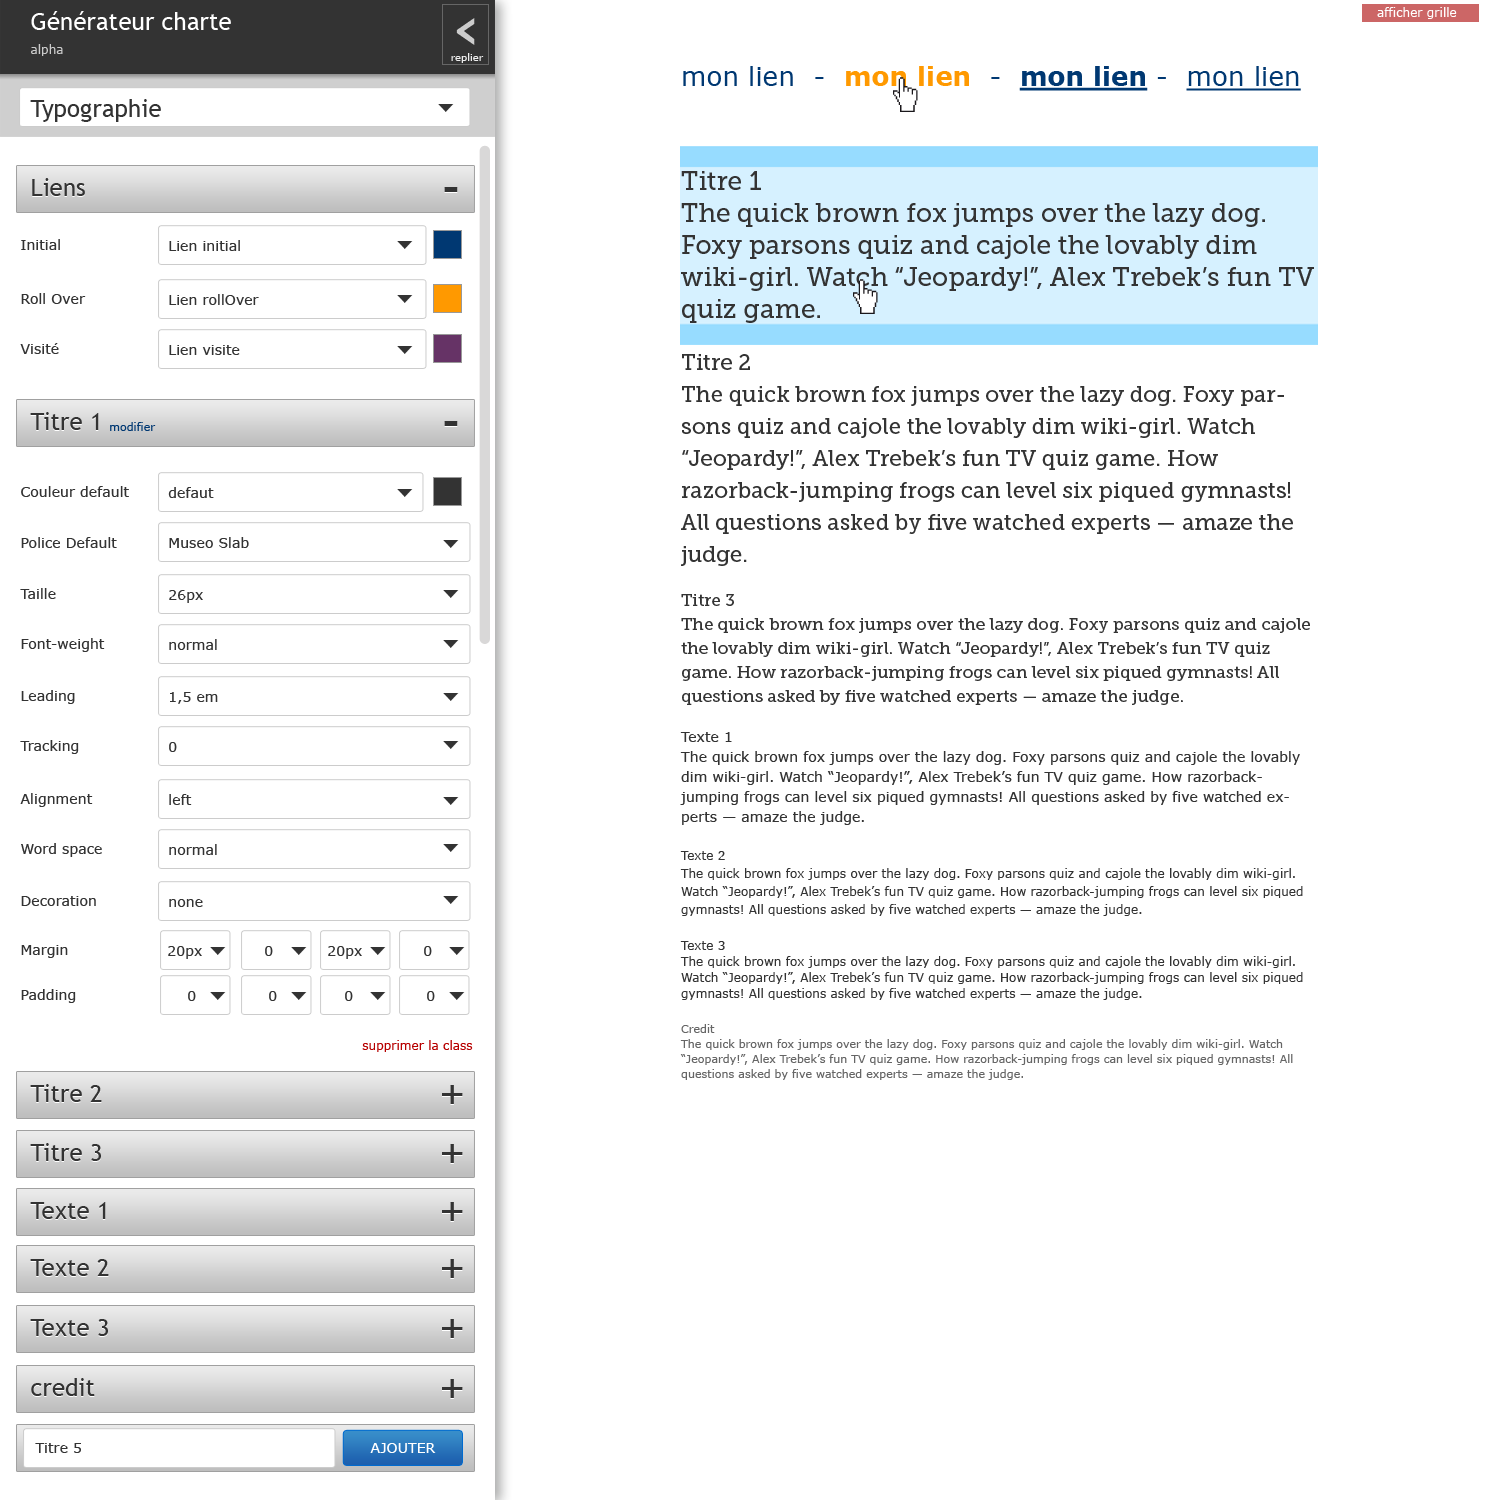 Générateur charte
alpha
replier
Typographie
Liens
Initial Lien initial
Roll Over Lien rollOver
Visité Lien visite
Titre 1 modifier
Couleur default defaut
Police Default Museo Slab
Taille 26px
Font-weight normal
Leading 1,5 em
Tracking 0
Alignment left
Word space normal
Decoration none
Margin 20px 0 20px 0
Padding 0 0 0 0
supprimer la class
Titre 2
Titre 3
Texte 1
Texte 2
Texte 3
credit
Titre 5 AJOUTER
afficher grille
mon lien - mon lien - mon lien - mon lien
Titre 1
The quick brown fox jumps over the lazy dog.
Foxy parsons quiz and cajole the lovably dim
wiki-girl. Watch “Jeopardy!”, Alex Trebek’s fun TV
quiz game.
Titre 2
The quick brown fox jumps over the lazy dog. Foxy par-
sons quiz and cajole the lovably dim wiki-girl. Watch
“Jeopardy!”, Alex Trebek’s fun TV quiz game. How
razorback-jumping frogs can level six piqued gymnasts!
All questions asked by five watched experts — amaze the
judge.
Titre 3
The quick brown fox jumps over the lazy dog. Foxy parsons quiz and cajole
the lovably dim wiki-girl. Watch “Jeopardy!”, Alex Trebek’s fun TV quiz
game. How razorback-jumping frogs can level six piqued gymnasts! All
questions asked by five watched experts — amaze the judge.
Texte 1
The quick brown fox jumps over the lazy dog. Foxy parsons quiz and cajole the lovably
dim wiki-girl. Watch “Jeopardy!”, Alex Trebek’s fun TV quiz game. How razorback-
jumping frogs can level six piqued gymnasts! All questions asked by five watched ex-
perts — amaze the judge.
Texte 2
The quick brown fox jumps over the lazy dog. Foxy parsons quiz and cajole the lovably dim wiki-girl.
Watch “Jeopardy!”, Alex Trebek’s fun TV quiz game. How razorback-jumping frogs can level six piqued
gymnasts! All questions asked by five watched experts — amaze the judge.
Texte 3
The quick brown fox jumps over the lazy dog. Foxy parsons quiz and cajole the lovably dim wiki-girl.
Watch “Jeopardy!”, Alex Trebek’s fun TV quiz game. How razorback-jumping frogs can level six piqued
gymnasts! All questions asked by five watched experts — amaze the judge.
Credit
The quick brown fox jumps over the lazy dog. Foxy parsons quiz and cajole the lovably dim wiki-girl. Watch
“Jeopardy!”, Alex Trebek’s fun TV quiz game. How razorback-jumping frogs can level six piqued gymnasts! All
questions asked by five watched experts — amaze the judge.